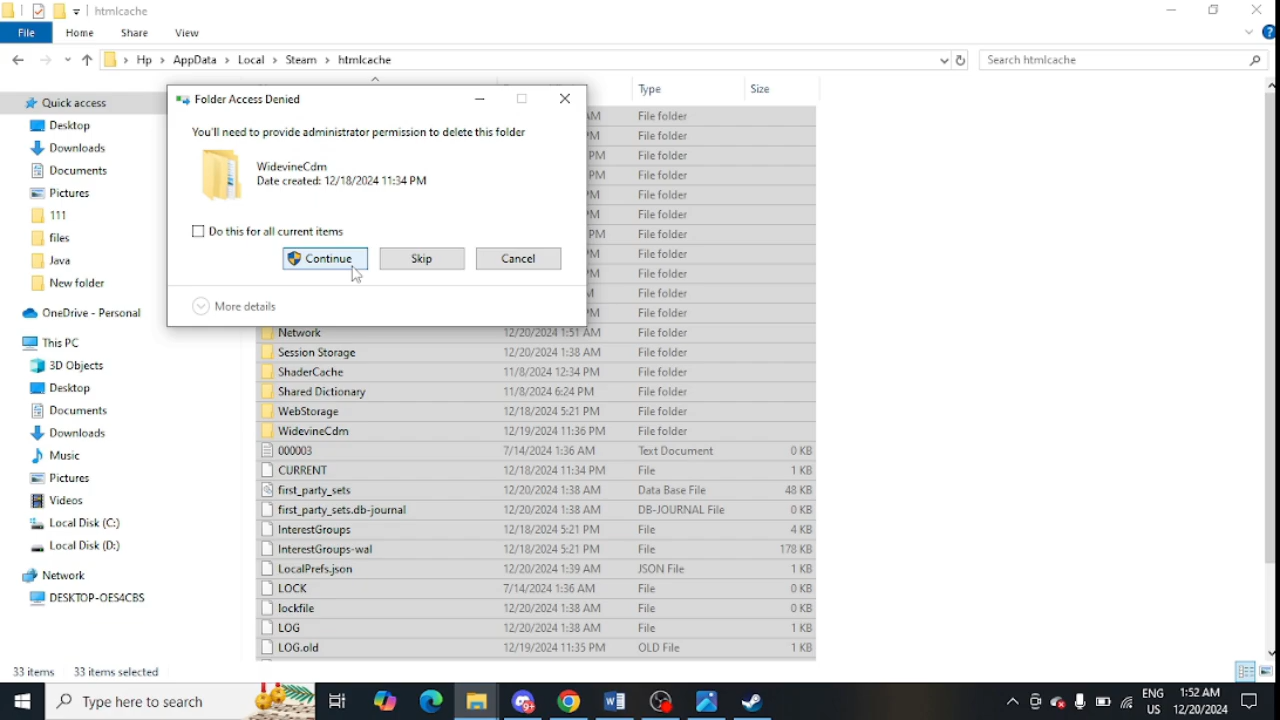 htmlcache
File
Home
Share
View
Hp
AppData
Local
Steam
htmlcache
Search htmlcache
Type
Size
Folder Access Denied
You'll need to provide administrator permission to delete this folder
WidevineCdm
Date created: 12/18/2024 11:34 PM
Do this for all current items
Continue
Skip
Cancel
More details
Quick access
Desktop
Downloads
Documents
Pictures
111
files
Java
New folder
OneDrive - Personal
This PC
3D Objects
Desktop
Documents
Downloads
Music
Pictures
Videos
Local Disk (C:)
Local Disk (D:)
Network
DESKTOP-OES4CBS
File folder
File folder
PM File folder
PM File folder
File folder
File folder
PM File folder
File folder
File folder
File folder
File folder
Network 12/20/2024 1:51 AM File folder
Session Storage 12/20/2024 1:38 AM File folder
ShaderCache 11/8/2024 12:34 PM File folder
Shared Dictionary 11/8/2024 6:24 PM File folder
WebStorage 12/18/2024 5:21 PM File folder
WidevineCdm 12/19/2024 11:36 PM File folder
000003 7/14/2024 1:36 AM Text Document 0 KB
CURRENT 12/18/2024 11:34 PM File 1 KB
first_party_sets 12/20/2024 1:38 AM Data Base File 48 KB
first_party_sets.db-journal 12/20/2024 1:38 AM DB-JOURNAL File 0 KB
InterestGroups 12/18/2024 5:21 PM File 4 KB
InterestGroups-wal 12/18/2024 5:21 PM File 178 KB
LocalPrefs.json 12/20/2024 1:39 AM JSON File 1 KB
LOCK 7/14/2024 1:36 AM File 0 KB
lockfile 12/20/2024 1:38 AM File 0 KB
LOG 12/20/2024 1:38 AM File 1 KB
LOG.old 12/19/2024 11:35 PM OLD File 1 KB
33 items
33 items selected
Type here to search
ENG
US
1:52 AM
12/20/2024